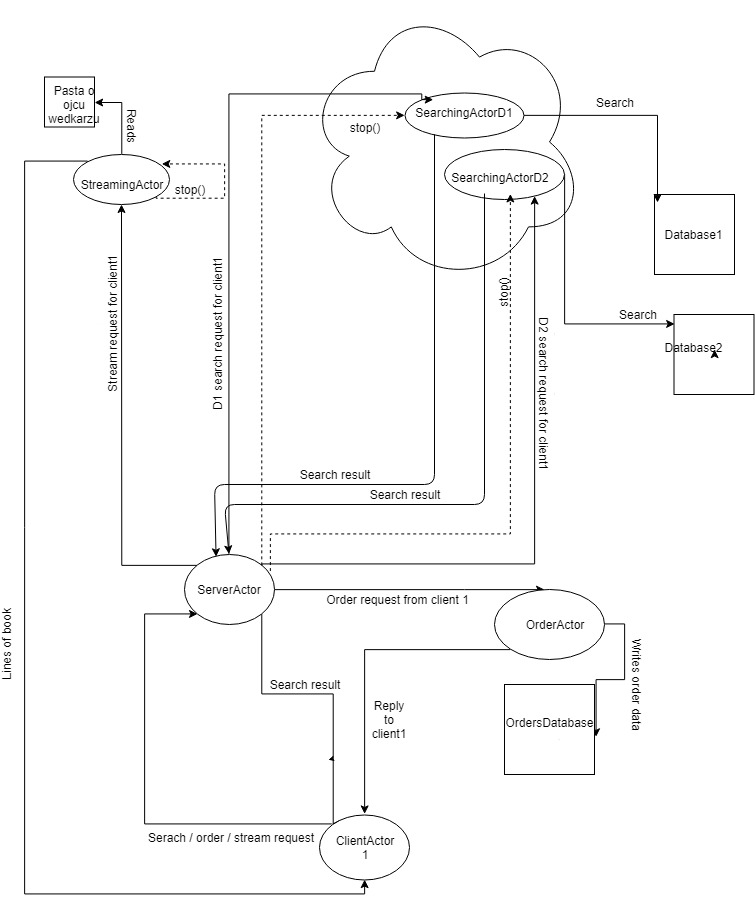 Pasta o
ojcu
wedkarzu
Reads
StreamingActor
stop()
stop()
SearchingActorD1
SearchingActorD2
Search
Database1
Search
Database2
stop()
Stream request for client1
D1 search request for client1
D2 search request for client1
Search result
Search result
ServerActor
Order request from client 1
OrderActor
Writes order data
OrdersDatabase
Lines of book
Search result
Reply
to
client1
Serach / order / stream request
ClientActor
1